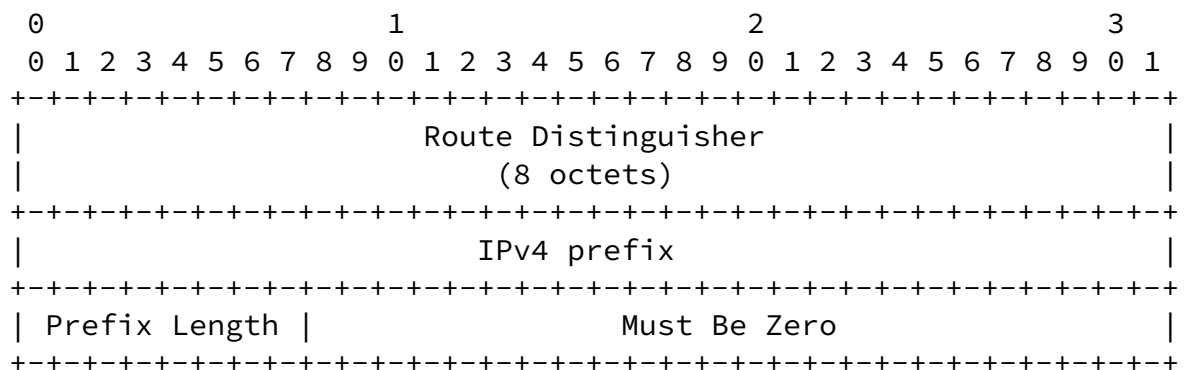 0                   1                   2                   3
 0 1 2 3 4 5 6 7 8 9 0 1 2 3 4 5 6 7 8 9 0 1 2 3 4 5 6 7 8 9 0 1
+-+-+-+-+-+-+-+-+-+-+-+-+-+-+-+-+-+-+-+-+-+-+-+-+-+-+-+-+-+-+-+-+
|                      Route Distinguisher                      |
|                          (8 octets)                           |
+-+-+-+-+-+-+-+-+-+-+-+-+-+-+-+-+-+-+-+-+-+-+-+-+-+-+-+-+-+-+-+-+
|                         IPv4 prefix                           |
+-+-+-+-+-+-+-+-+-+-+-+-+-+-+-+-+-+-+-+-+-+-+-+-+-+-+-+-+-+-+-+-+
| Prefix Length |                 Must Be Zero                  |
+-+-+-+-+-+-+-+-+-+-+-+-+-+-+-+-+-+-+-+-+-+-+-+-+-+-+-+-+-+-+-+-+